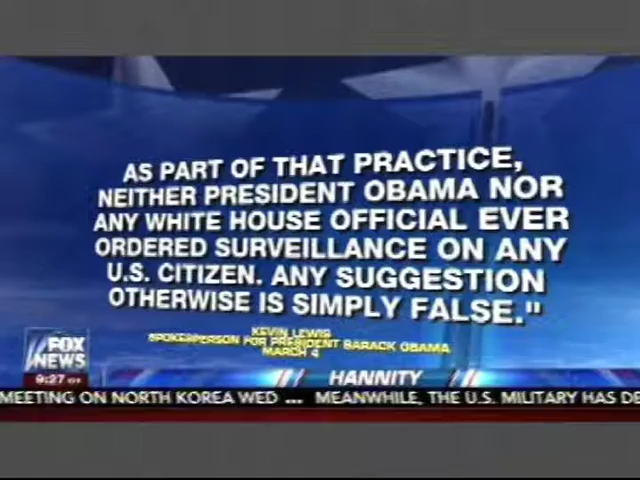 AS PART OF THAT PRACTICE,
NEITHER PRESIDENT OBAMA NOR
ANY WHITE HOUSE OFFICIAL EVER
ORDERED SURVEILLANCE ON ANY
U.S. CITIZEN. ANY SUGGESTION
OTHERWISE IS SIMPLY FALSE."
KEVIN LEWIS
SPOKESPERSON FOR PRESIDENT BARACK OBAMA
MARCH 4
FOX
NEWS
9:27 ET
HANNITY
MEETING ON NORTH KOREA WED ... MEANWHILE, THE U.S. MILITARY HAS DE